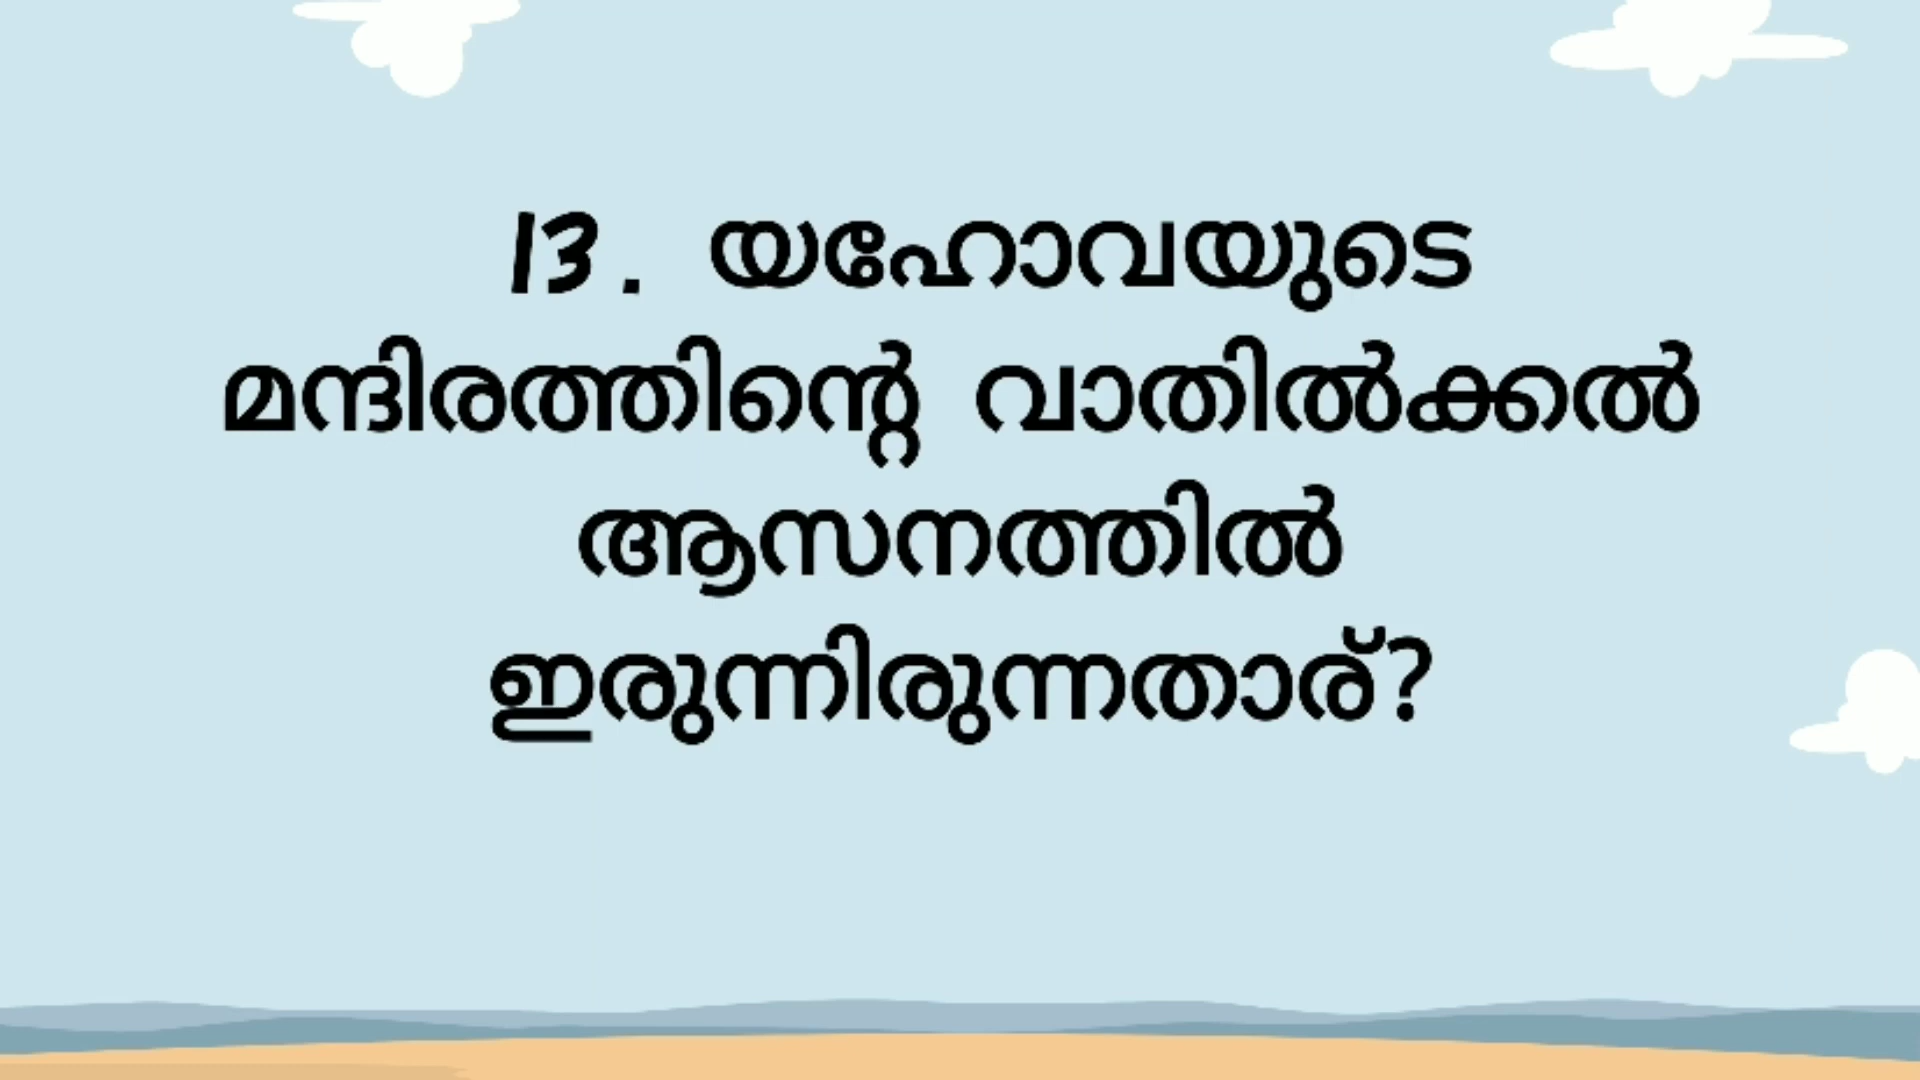 13. യഹോവയുടെ
മന്ദിരത്തിന്റെ വാതിൽക്കൽ
ആസനത്തിൽ
ഇരുന്നിരുന്നതാര്?